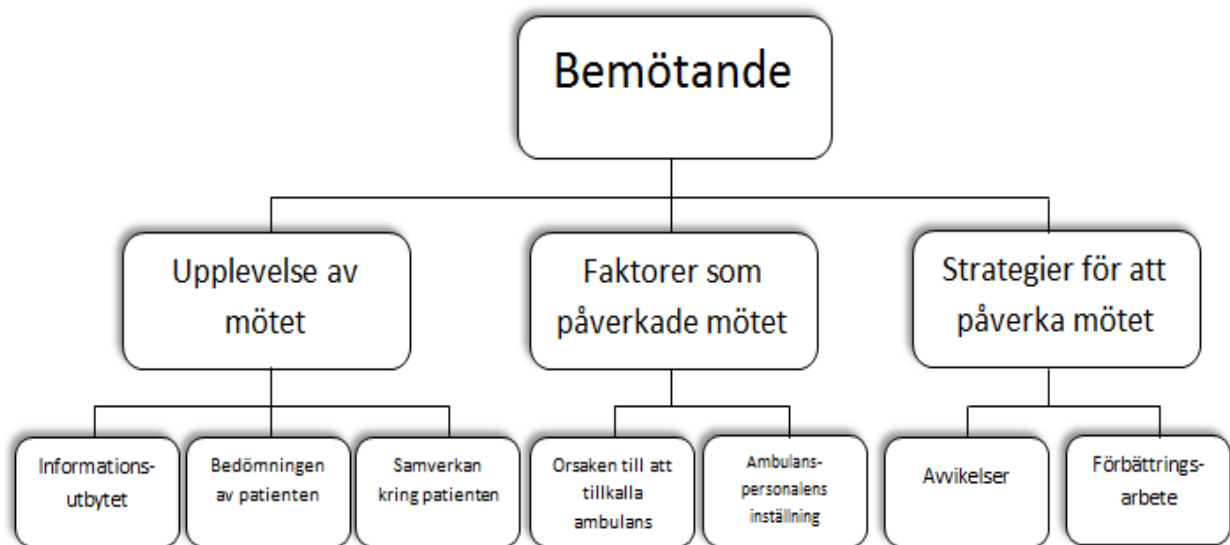 Bemötande
Upplevelse av
mötet
Faktorer som
påverkade mötet
Strategier för att
påverka mötet
Informations-
utbytet
Bedömningen
av patienten
Samverkan
kring patienten
Orsaken till att
tillkalla
ambulans
Ambulans-
personalens
inställning
Avvikelser
Förbättrings-
arbete